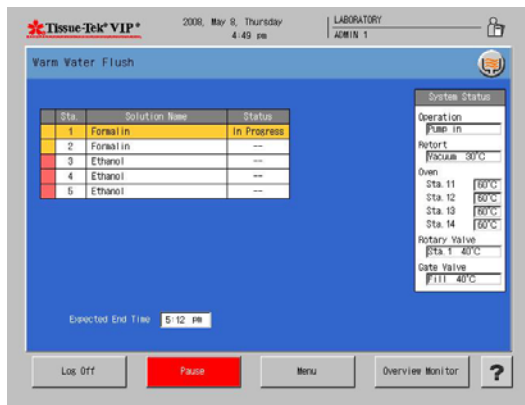 Tissue-Tek® VIP®
2008, May 8, Thursday
4:49 pm
LABORATORY
ADMIN 1
Warm Water Flush
Sta. Solution Name Status
1 Formalin In Progress
2 Formalin --
3 Ethanol --
4 Ethanol --
5 Ethanol --
Expected End Time 5:12 pm
System Status
Operation
Pump in
Retort
Vacuum 30°C
Oven
Sta. 11 60°C
Sta. 12 60°C
Sta. 13 60°C
Sta. 14 60°C
Rotary Valve
Sta. 1 40°C
Gate Valve
Fill 40°C
Log Off
Pause
Menu
Overview Monitor
?